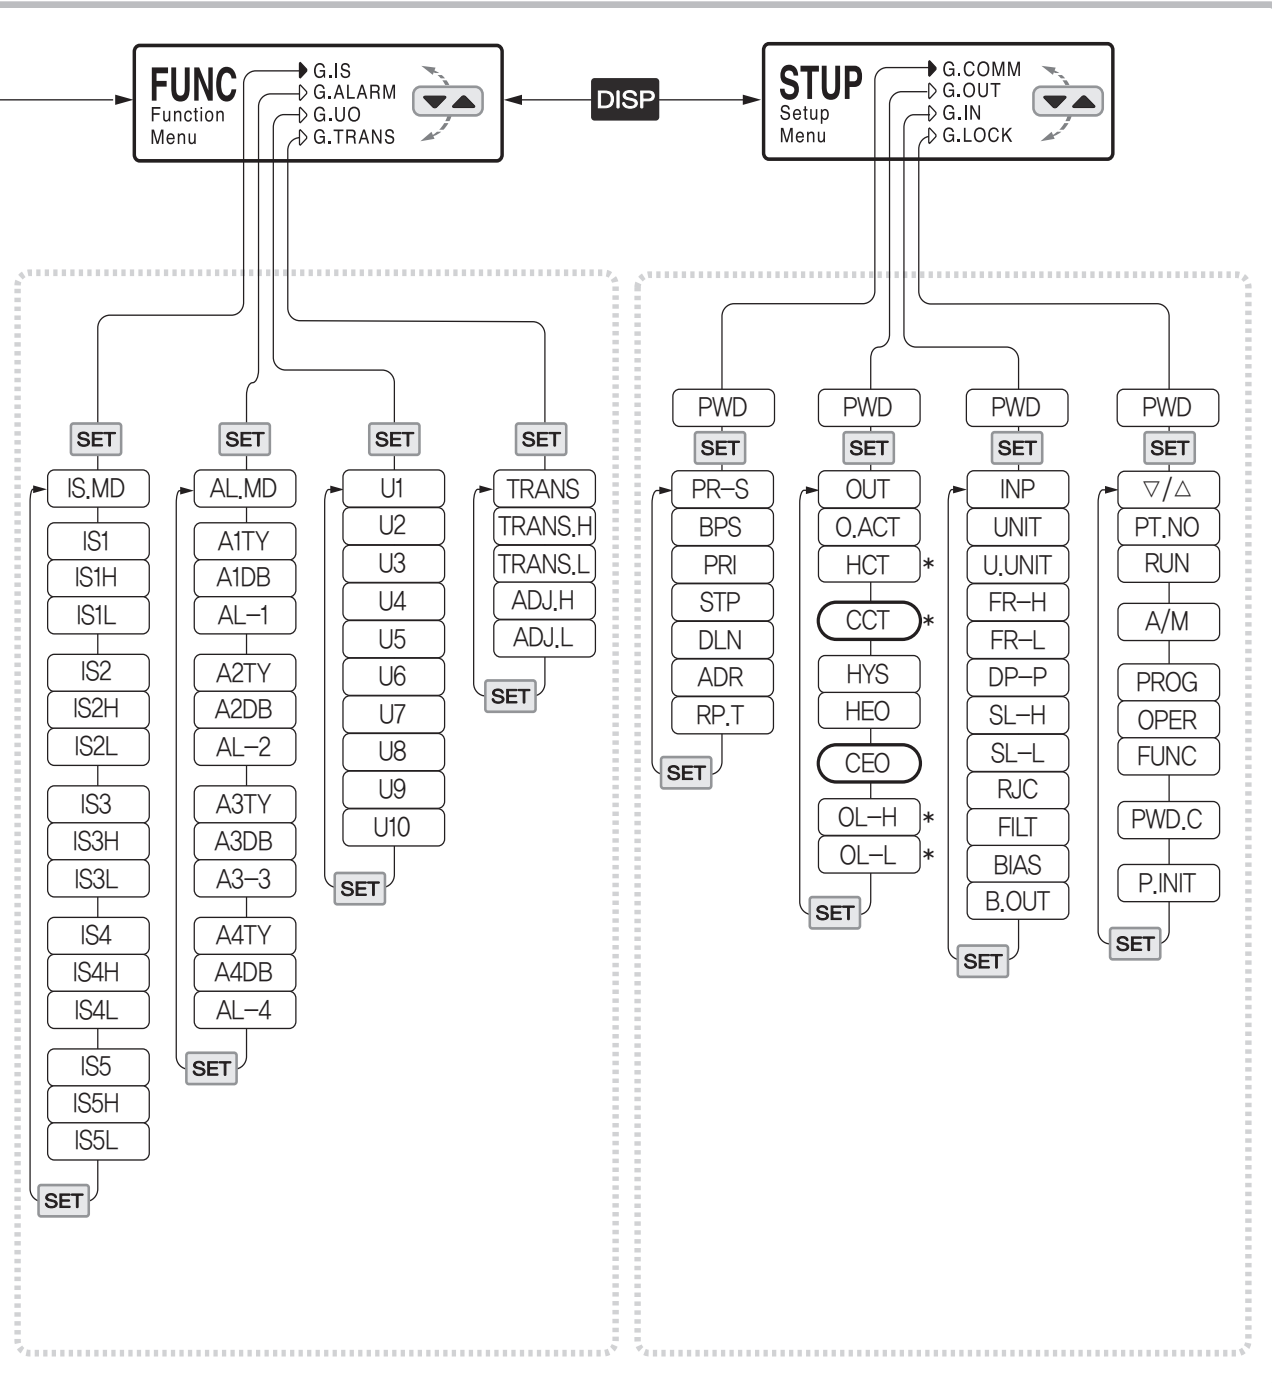 FUNC
Function
Menu
G.IS
G.ALARM
G.UO
G.TRANS
DISP
STUP
Setup
Menu
G.COMM
G.OUT
G.IN
G.LOCK
SET
IS.MD
IS1
IS1H
IS1L
IS2
IS2H
IS2L
IS3
IS3H
IS3L
IS4
IS4H
IS4L
IS5
IS5H
IS5L
SET
SET
AL.MD
A1TY
A1DB
AL-1
A2TY
A2DB
AL-2
A3TY
A3DB
A3-3
A4TY
A4DB
AL-4
SET
SET
U1
U2
U3
U4
U5
U6
U7
U8
U9
U10
SET
SET
TRANS
TRANS.H
TRANS.L
ADJ.H
ADJ.L
SET
PWD
SET
PR-S
BPS
PRI
STP
DLN
ADR
RP.T
SET
PWD
SET
OUT
O.ACT
HCT *
CCT *
HYS
HEO
CEO
OL-H *
OL-L *
SET
PWD
SET
INP
UNIT
U.UNIT
FR-H
FR-L
DP-P
SL-H
SL-L
RJC
FILT
BIAS
B.OUT
SET
PWD
SET
▽/△
PT.NO
RUN
A/M
PROG
OPER
FUNC
PWD.C
P.INIT
SET